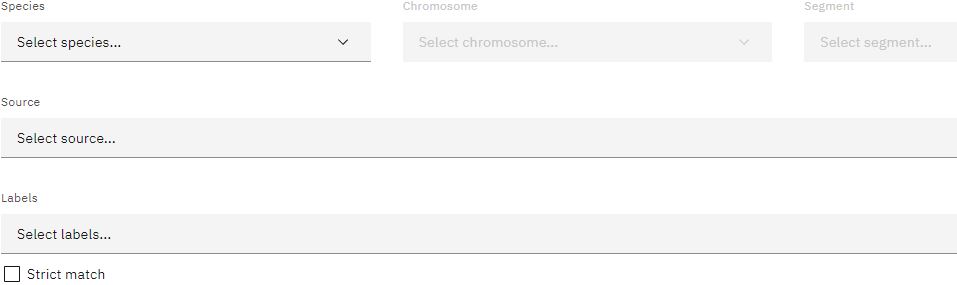 Species Chromosome Segment
Select species... Select chromosome... Select segment...
Source
Select source...
Labels
Select labels...
Strict match